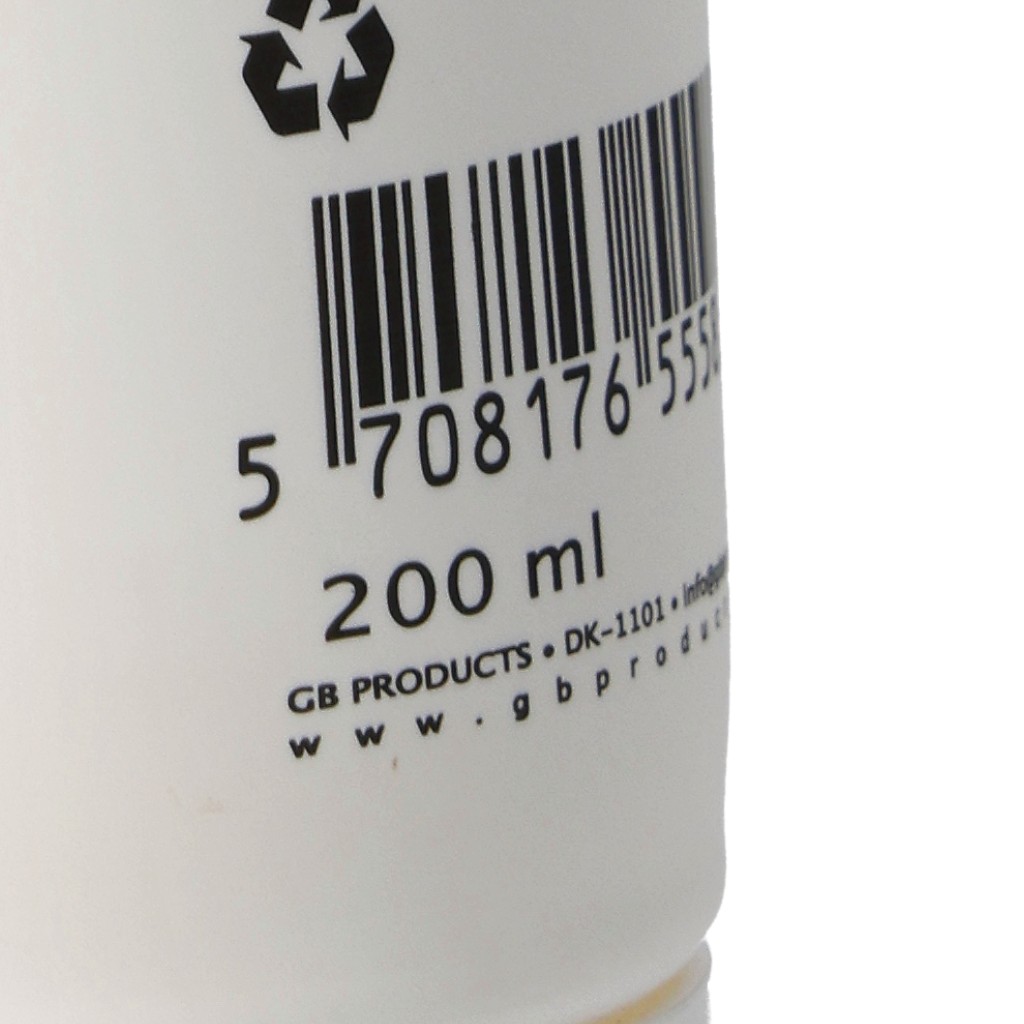 5 708176 555
200 ml
GB PRODUCTS • DK-1101 •